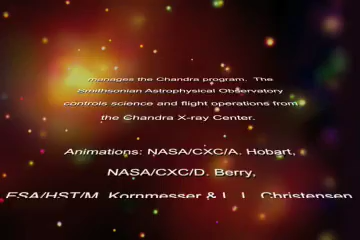 manages the Chandra program. The
Smithsonian Astrophysical Observatory
controls science and flight operations from
the Chandra X-ray Center.
Animations: NASA/CXC/A. Hobart,
NASA/CXC/D. Berry,
ESA/HST/M. Kornmesser & L. L. Christensen